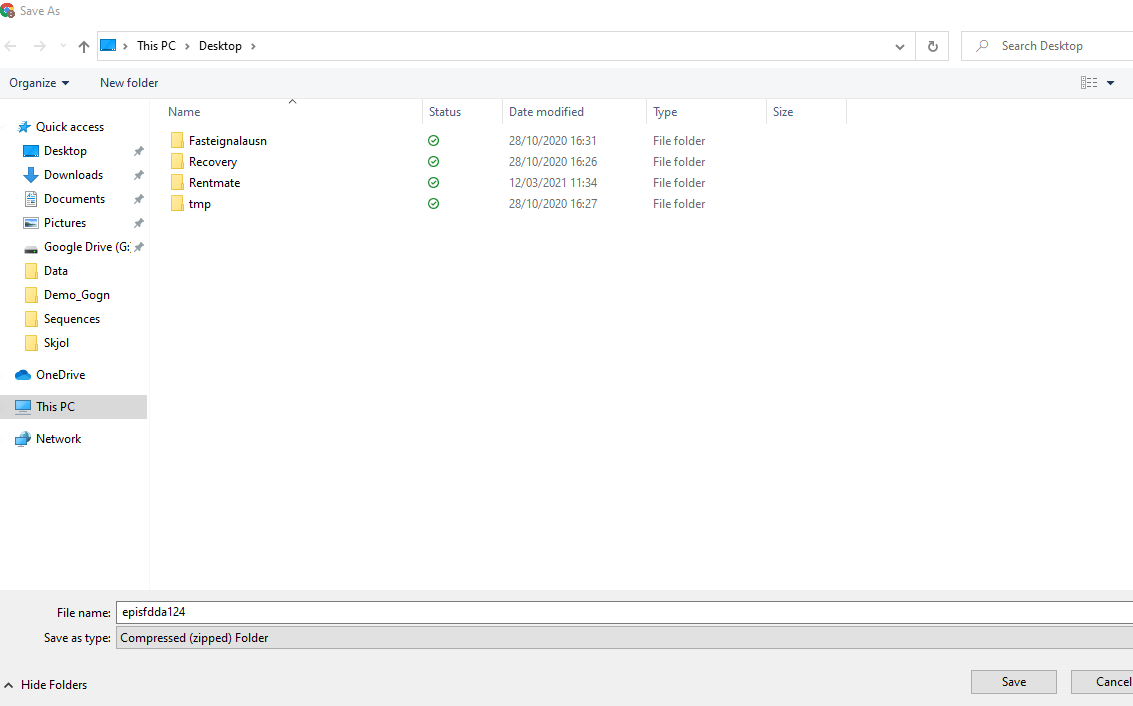 Save As
This PC > Desktop >
Search Desktop
Organize New folder
Name Status Date modified Type Size
Quick access
Desktop
Downloads
Documents
Pictures
Google Drive (G:
Data
Demo_Gogn
Sequences
Skjol
OneDrive
This PC
Network
Fasteignalausn 28/10/2020 16:31 File folder
Recovery 28/10/2020 16:26 File folder
Rentmate 12/03/2021 11:34 File folder
tmp 28/10/2020 16:27 File folder
File name: episfdda124
Save as type: Compressed (zipped) Folder
Hide Folders Save Cancel